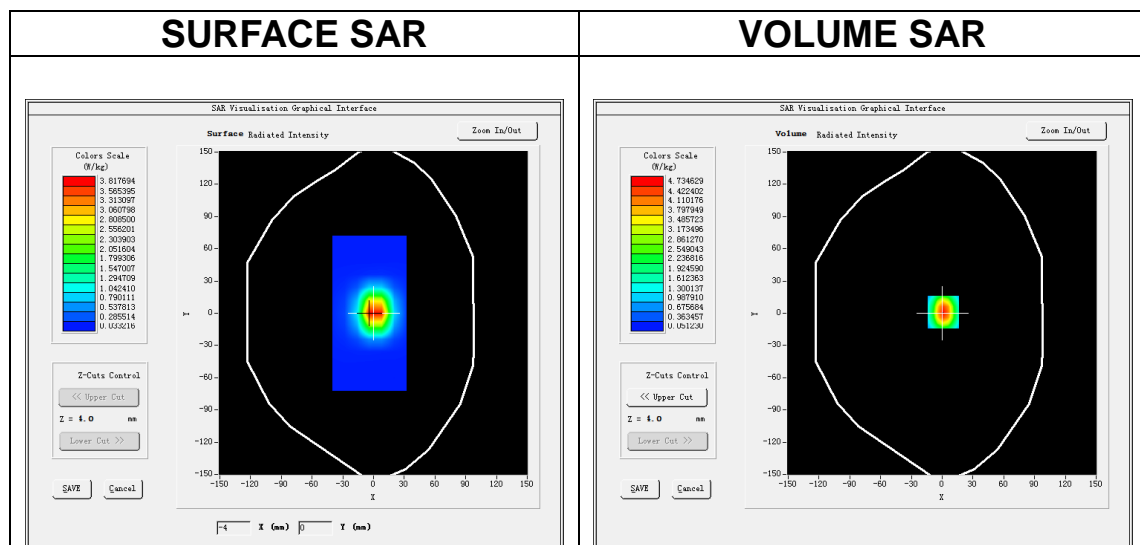 SURFACE SAR
VOLUME SAR
SAR Visualisation Graphical Interface
Surface Radiated Intensity
Zoom In/Out
Colors Scale
(W/kg)
3.817694
3.565395
3.313097
3.060798
2.808500
2.556201
2.303903
2.051604
1.799306
1.547007
1.294709
1.042410
0.790111
0.537813
0.285514
0.033216
150
120
90
60
30
0
-30
-60
-90
-120
-150
Y
-150 -120 -90 -60 -30 0 30 60 90 120 150
X
Z-Cuts Control
<< Upper Cut
Z = 4.0 mm
Lower Cut >>
SAVE Cancel
-4 X (mm) 0 Y (mm)
SAR Visualisation Graphical Interface
Volume Radiated Intensity
Zoom In/Out
Colors Scale
(W/kg)
4.734629
4.422402
4.110176
3.797949
3.485723
3.173496
2.861270
2.549043
2.236816
1.924590
1.612363
1.300137
0.987910
0.675684
0.363457
0.051230
150
120
90
60
30
0
-30
-60
-90
-120
-150
Y
-150 -120 -90 -60 -30 0 30 60 90 120 150
X
Z-Cuts Control
<< Upper Cut
Z = 4.0 mm
Lower Cut >>
SAVE Cancel